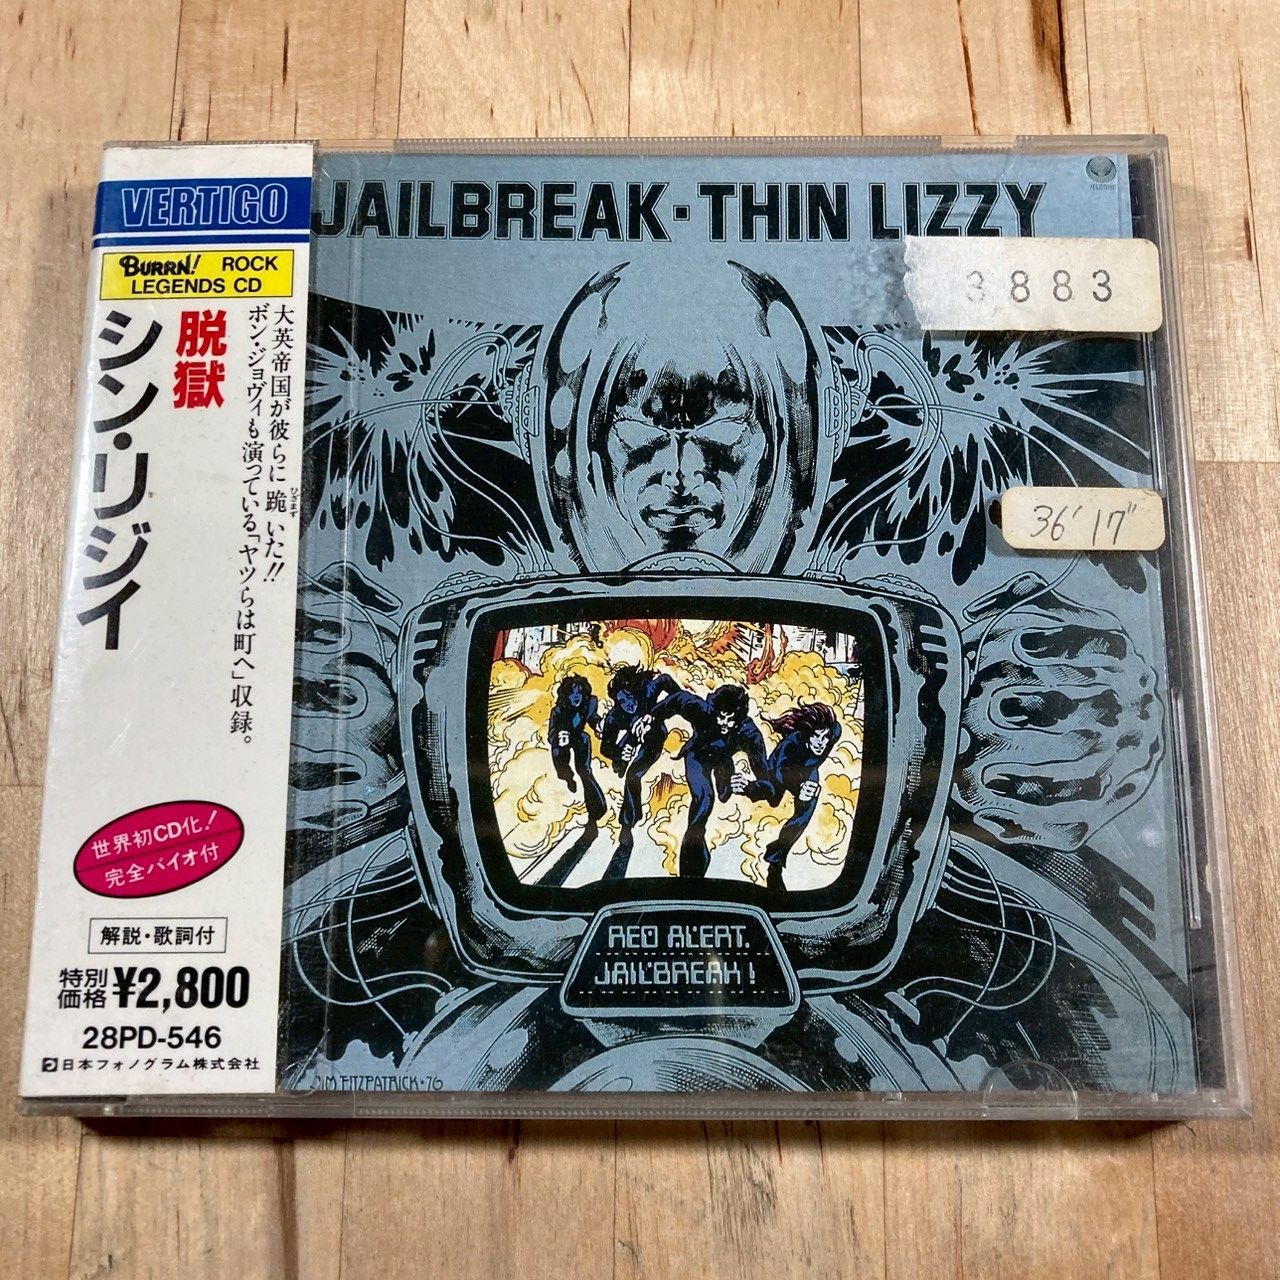 VERTIGO
BURRN! ROCK
LEGENDS CD
大英帝国が彼らに跪いた!!
ひざまず
ボン・ジョヴィも演っている「ヤツらは町へ」収録。
脱獄
シン・リジィ
世界初CD化!
完全バイオ付
解説・歌詞付
特別
価格 ¥2,800
28PD-546
日本フォノグラム株式会社
JAILBREAK・THIN LIZZY
3883
36'17"
RED ALERT.
JAILBREAK!
JIM FITZPATRICK・76